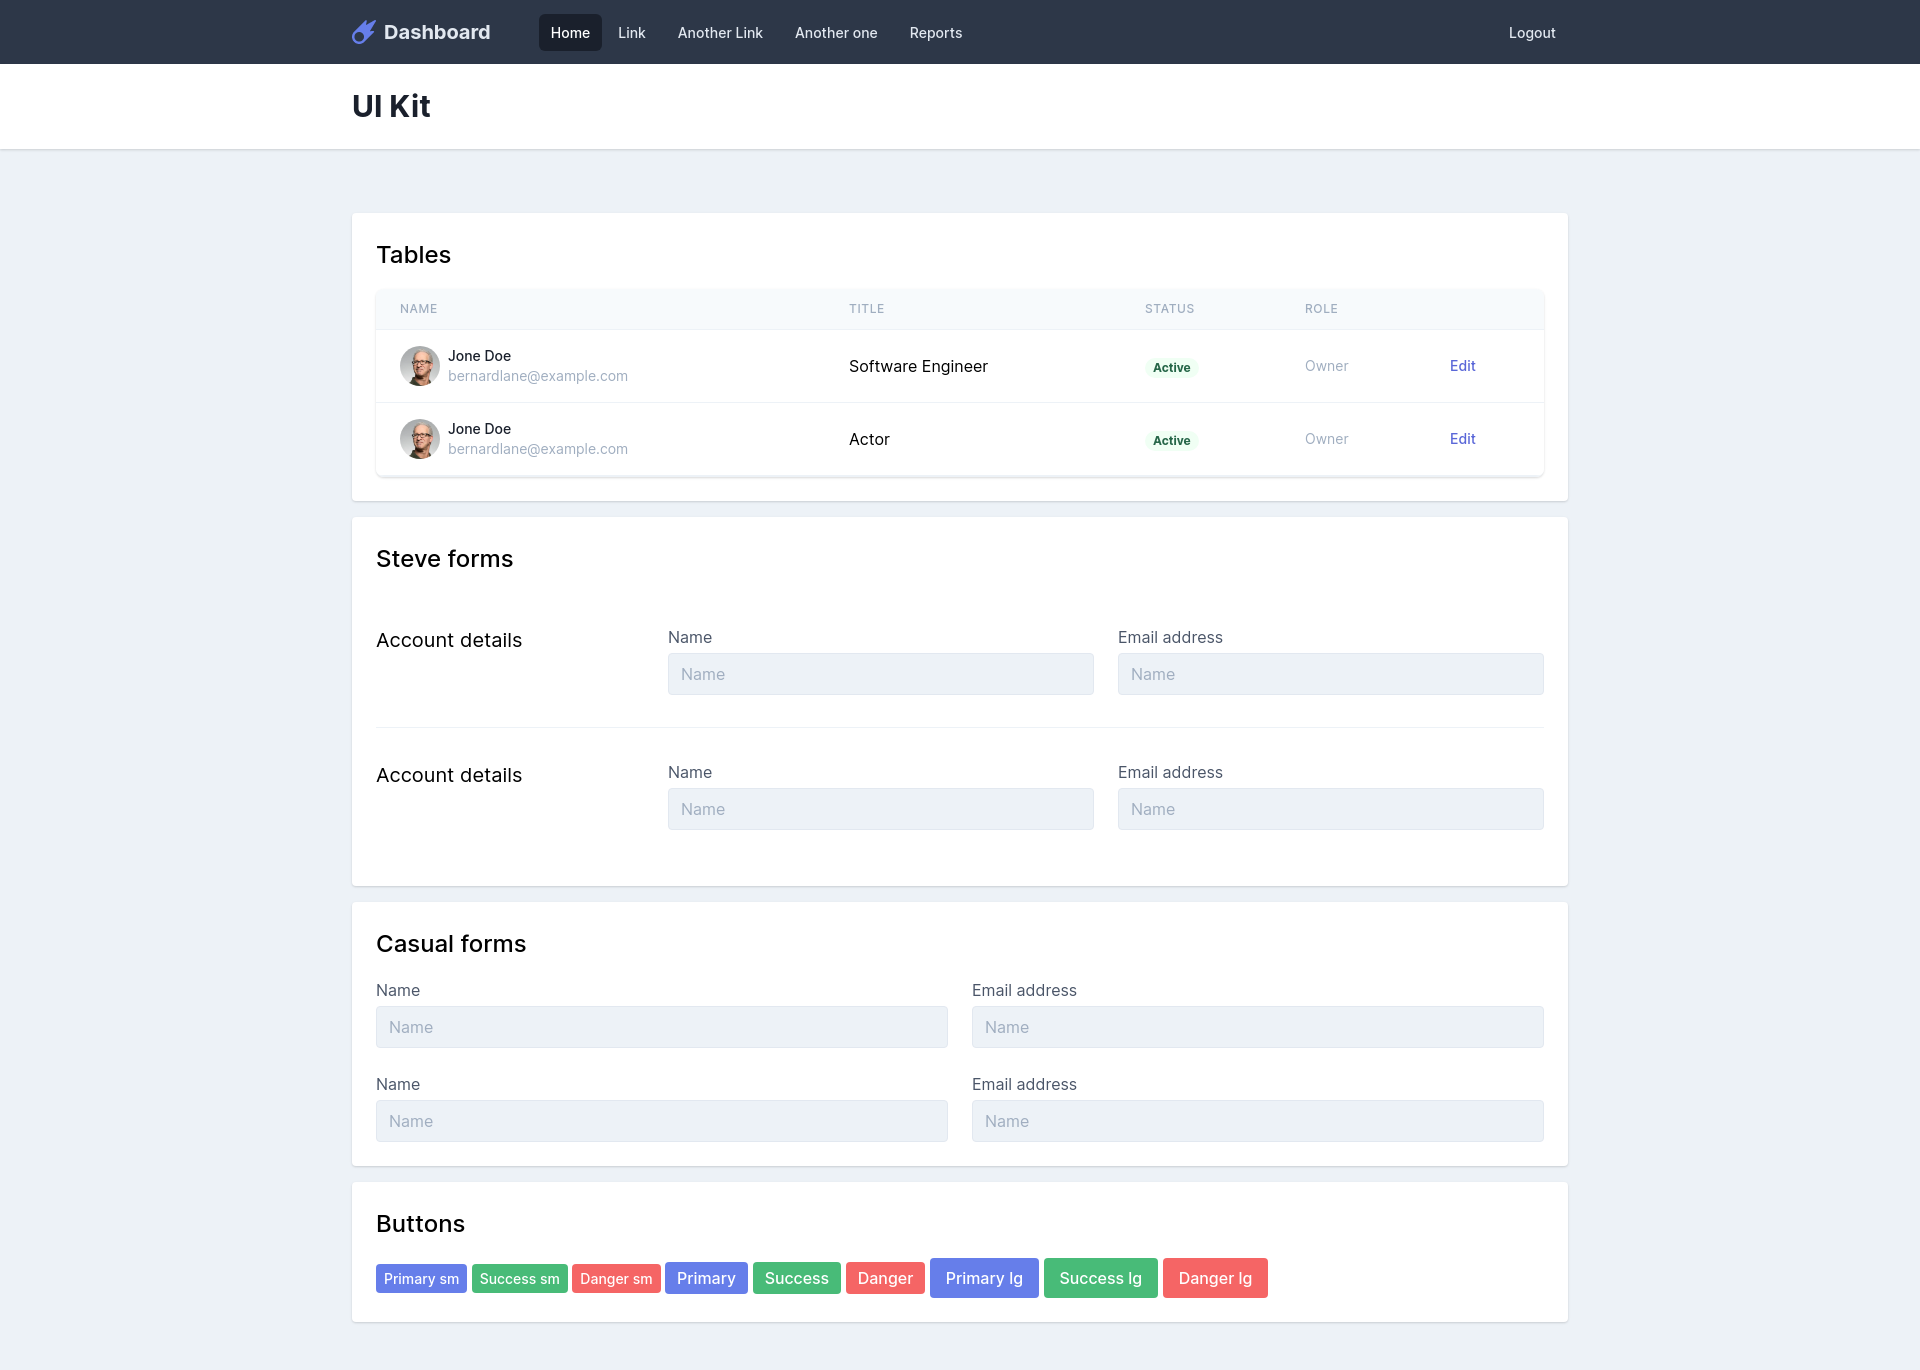 Dashboard Home Link Another Link Another one Reports Logout
UI Kit
Tables
NAME TITLE STATUS ROLE
Jone Doe
bernardlane@example.com
Software Engineer Active Owner Edit
Jone Doe
bernardlane@example.com
Actor Active Owner Edit
Steve forms
Account details
Name Email address
Name Name
Account details
Name Email address
Name Name
Casual forms
Name Email address
Name Name
Name Email address
Name Name
Buttons
Primary sm Success sm Danger sm Primary Success Danger Primary lg Success lg Danger lg